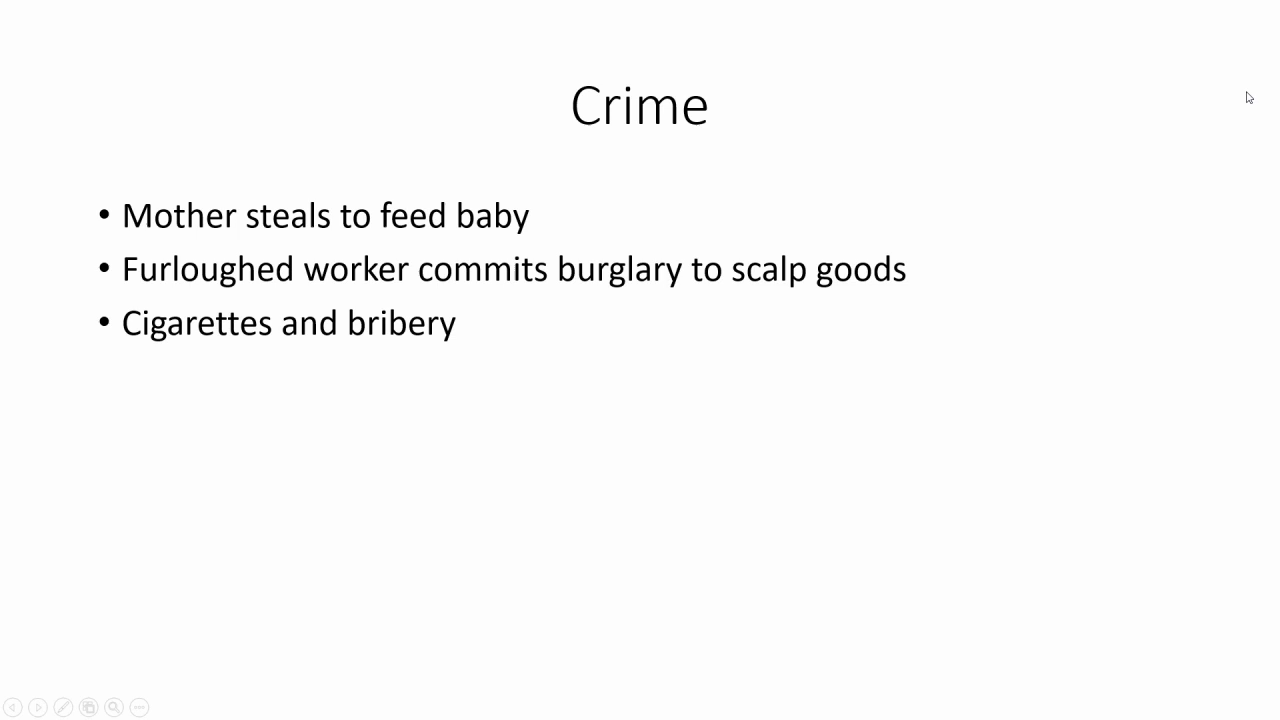 Crime
• Mother steals to feed baby
• Furloughed worker commits burglary to scalp goods
• Cigarettes and bribery